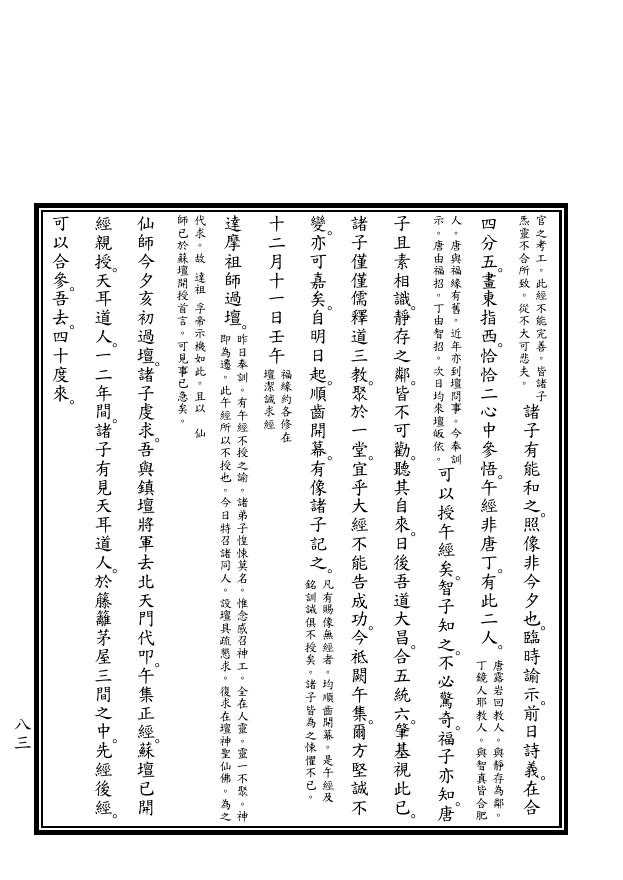 官之考工。此經不能完善。皆諸子
炁靈不合所致。從不大可悲夫。
諸子有能和之。照像非今夕也。臨時諭示。前日詩義。在合
四分五。畫東指西。恰恰二心中參悟。午經非唐丁。有此二人。
唐露岩回教人。與靜存為鄰。
丁鏡人耶教人。與智真皆合肥
人。唐與福緣有舊。近年亦到壇問事。今奉訓
示。唐由福招。丁由智招。次日均來壇皈依。
可以授午經矣。智子知之。不必驚奇。福子亦知唐
子且素相識。靜存之鄰。皆不可勸。聽其自來。日後吾道大昌。合五統六。肇基視此已。
諸子僅僅儒釋道三教。聚於一堂。宜乎大經不能告成功。今祗闕午集。爾方堅誠不
變。亦可嘉矣。自明日起。順齒開幕。有像諸子記之。
凡有賜像無經者。均順齒開幕。是午經及
銘訓誡俱不授矣。諸子皆為之悚懼不已。
十二月十一日壬午
福緣約各修在
壇潔誠求經
達摩祖師過壇。
昨日奉訓。有午經不授之諭。諸弟子惶悚莫名。惟念感召神工。全在人靈。靈一不聚。神
即為遷。此午經所以不授也。今日特召諸同人。設壇具疏懇求。復求在壇神聖仙佛。為之
代求。故 達祖 孚帝示機如此。且以 仙
師已於蘇壇開授首言。可見事已急矣。
仙師今夕亥初過壇。諸子虔求。吾與鎮壇將軍去北天門代叩。午集正經。蘇壇已開
經親授。天耳道人。一二年間。諸子有見天耳道人。於籐籬茅屋三間之中。先經後經。
可以合參。吾去。四十度來。
八三